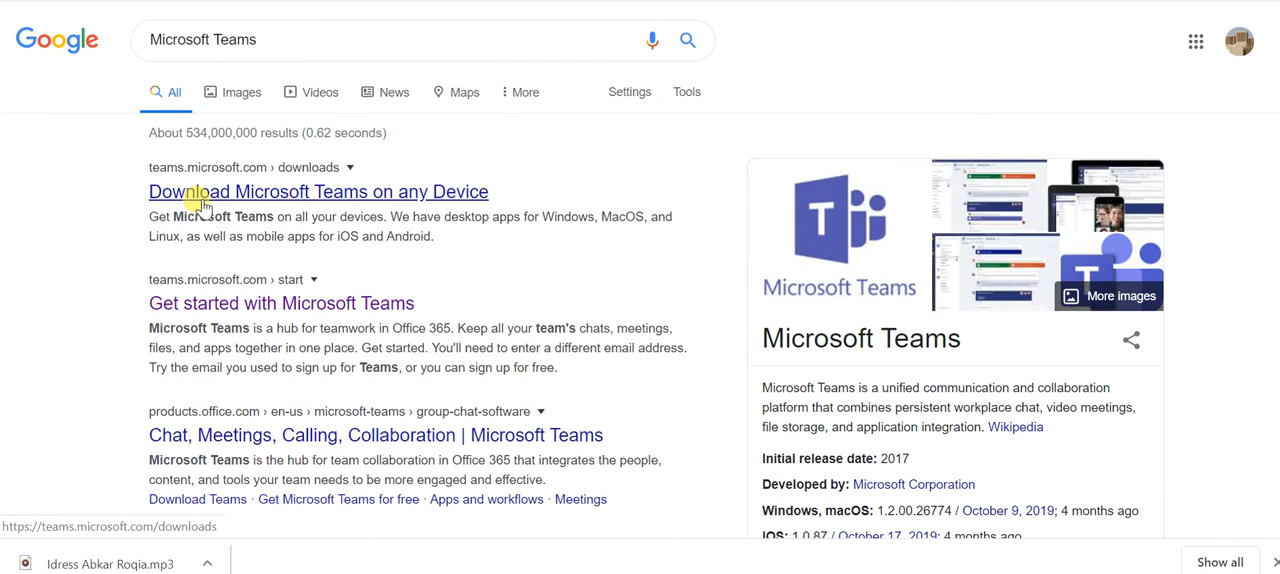 Google
Microsoft Teams
All
Images
Videos
News
Maps
More
Settings
Tools
About 534,000,000 results (0.62 seconds)
teams.microsoft.com › downloads
Download Microsoft Teams on any Device
Get Microsoft Teams on all your devices. We have desktop apps for Windows, MacOS, and
Linux, as well as mobile apps for iOS and Android.
teams.microsoft.com › start
Get started with Microsoft Teams
Microsoft Teams is a hub for teamwork in Office 365. Keep all your team's chats, meetings,
files, and apps together in one place. Get started. You'll need to enter a different email address.
Try the email you used to sign up for Teams, or you can sign up for free.
products.office.com › en-us › microsoft-teams › group-chat-software
Chat, Meetings, Calling, Collaboration | Microsoft Teams
Microsoft Teams is the hub for team collaboration in Office 365 that integrates the people,
content, and tools your team needs to be more engaged and effective.
Download Teams · Get Microsoft Teams for free · Apps and workflows · Meetings
https://teams.microsoft.com/downloads
T
Microsoft Teams
T
More images
Microsoft Teams
Microsoft Teams is a unified communication and collaboration
platform that combines persistent workplace chat, video meetings,
file storage, and application integration. Wikipedia
Initial release date: 2017
Developed by: Microsoft Corporation
Windows, macOS: 1.2.00.26774 / October 9, 2019; 4 months ago
iOS: 1.0.87 / October 17, 2019; 4 months ago
Idress Abkar Roqia.mp3
Show all